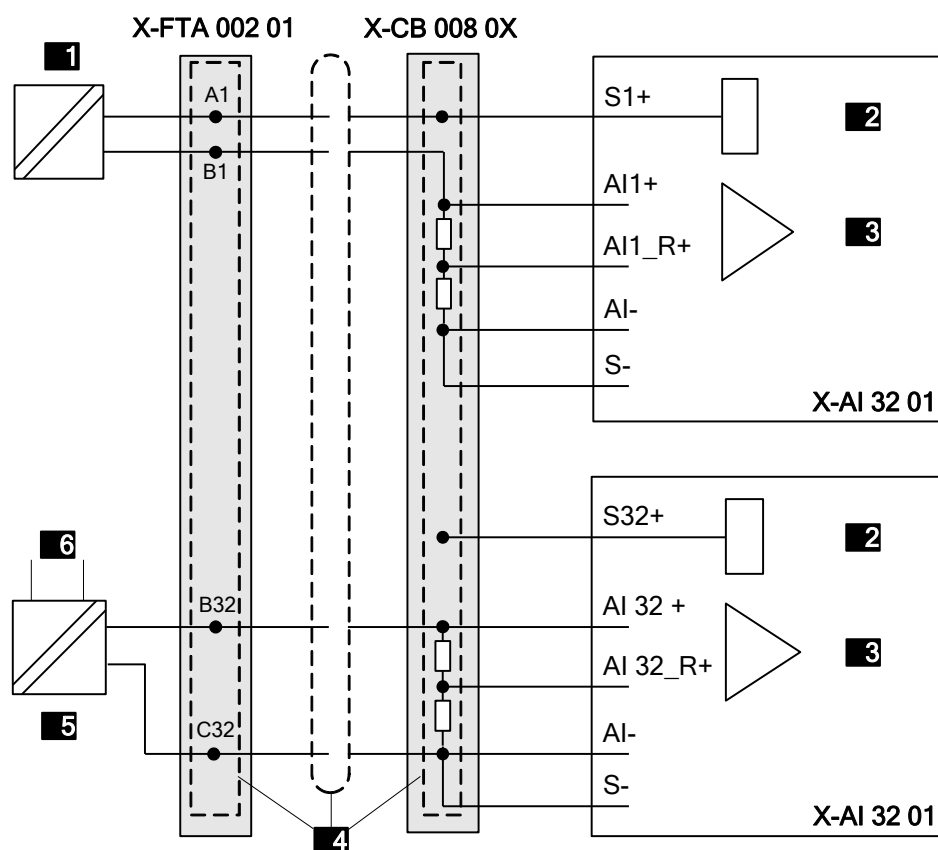 X-FTA 002 01
X-CB 008 0X
1
A1
S1+
2
B1
AI1+
3
AI1_R+
AI-
S-
X-AI 32 01
S32+
2
6
B32
AI 32 +
3
AI 32_R+
5
C32
AI-
S-
4
X-AI 32 01